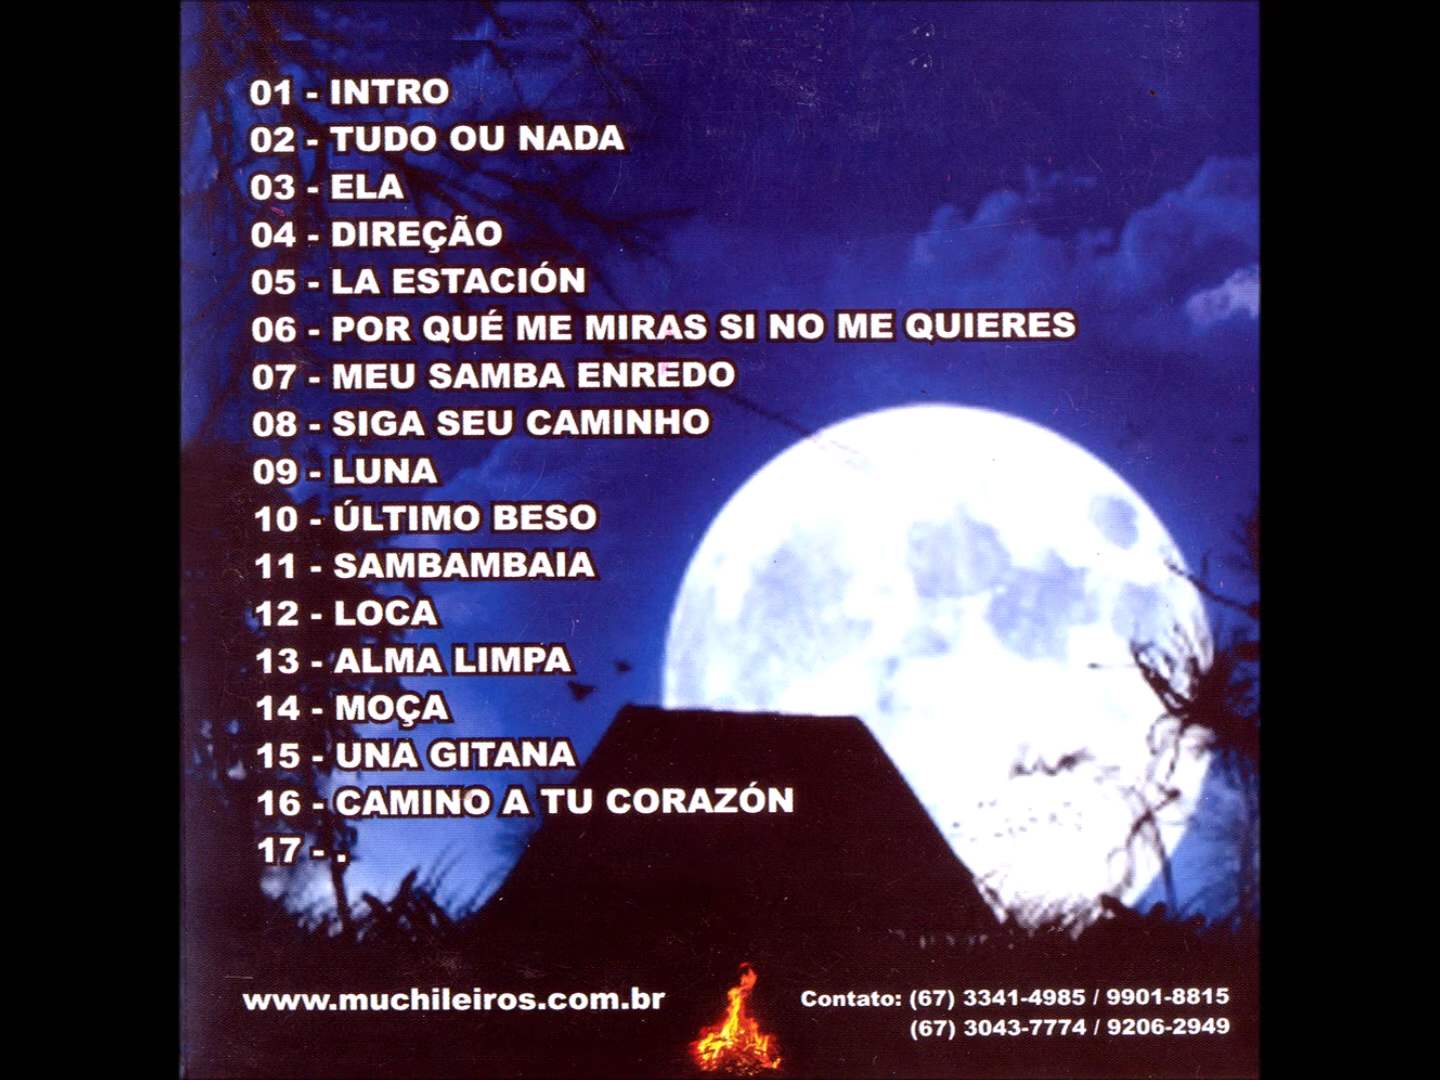 01 - INTRO
02 - TUDO OU NADA
03 - ELA
04 - DIREÇÃO
05 - LA ESTACIÓN
06 - POR QUÉ ME MIRAS SI NO ME QUIERES
07 - MEU SAMBA ENREDO
08 - SIGA SEU CAMINHO
09 - LUNA
10 - ÚLTIMO BESO
11 - SAMBAMBAIA
12 - LOCA
13 - ALMA LIMPA
14 - MOÇA
15 - UNA GITANA
16 - CAMINO A TU CORAZÓN
17 - .
www.muchileiros.com.br
Contato: (67) 3341-4985 / 9901-8815
(67) 3043-7774 / 9206-2949